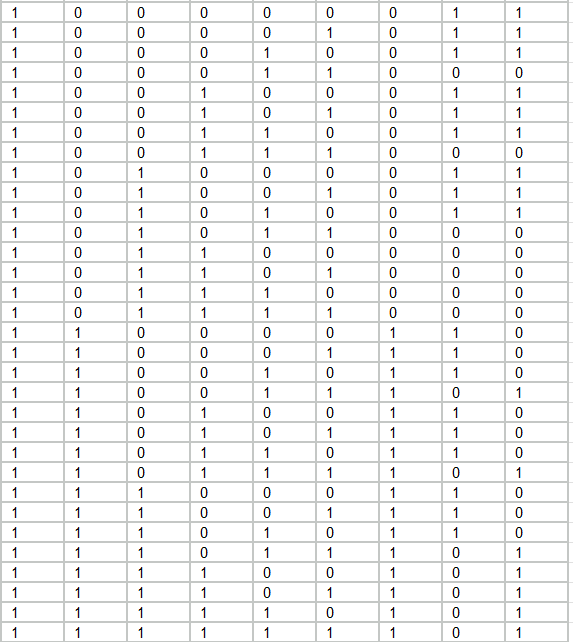 1 0 0 0 0 0 0 1 1
1 0 0 0 0 1 0 1 1
1 0 0 0 1 0 0 1 1
1 0 0 0 1 1 0 0 0
1 0 0 1 0 0 0 1 1
1 0 0 1 0 1 0 1 1
1 0 0 1 1 0 0 1 1
1 0 0 1 1 1 0 0 0
1 0 1 0 0 0 0 1 1
1 0 1 0 0 1 0 1 1
1 0 1 0 1 0 0 1 1
1 0 1 0 1 1 0 0 0
1 0 1 1 0 0 0 0 0
1 0 1 1 0 1 0 0 0
1 0 1 1 1 0 0 0 0
1 0 1 1 1 1 0 0 0
1 1 0 0 0 0 1 1 0
1 1 0 0 0 1 1 1 0
1 1 0 0 1 0 1 1 0
1 1 0 0 1 1 1 0 1
1 1 0 1 0 0 1 1 0
1 1 0 1 0 1 1 1 0
1 1 0 1 1 0 1 1 0
1 1 0 1 1 1 1 0 1
1 1 1 0 0 0 1 1 0
1 1 1 0 0 1 1 1 0
1 1 1 0 1 0 1 1 0
1 1 1 0 1 1 1 0 1
1 1 1 1 0 0 1 0 1
1 1 1 1 0 1 1 0 1
1 1 1 1 1 0 1 0 1
1 1 1 1 1 1 1 0 1